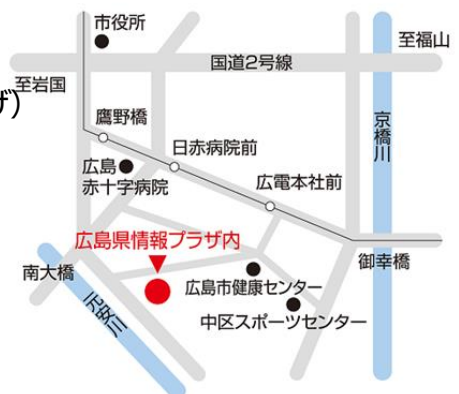 市役所
至福山
国道2号線
至岩国
ザ)
鷹野橋
京橋川
日赤病院前
広島
赤十字病院
広電本社前
広島県情報プラザ内
御幸橋
南大橋
広島市健康センター
元安川
中区スポーツセンター